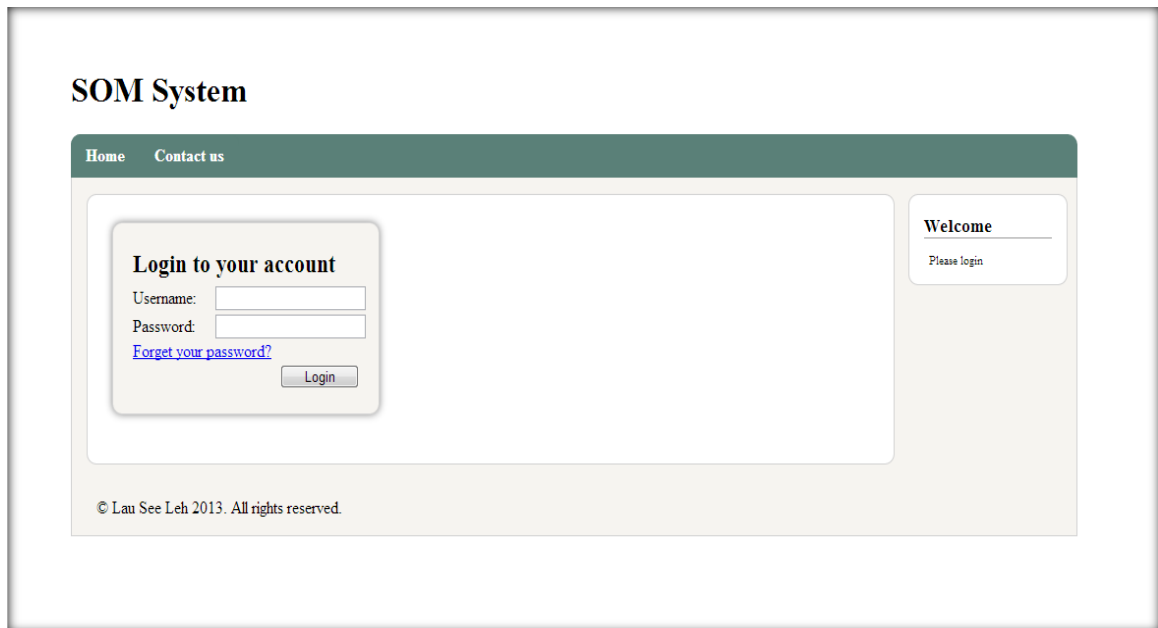 SOM System
Home Contact us
Login to your account
Username:
Password:
Forget your password?
Login
Welcome
Please login
© Lau See Leh 2013. All rights reserved.